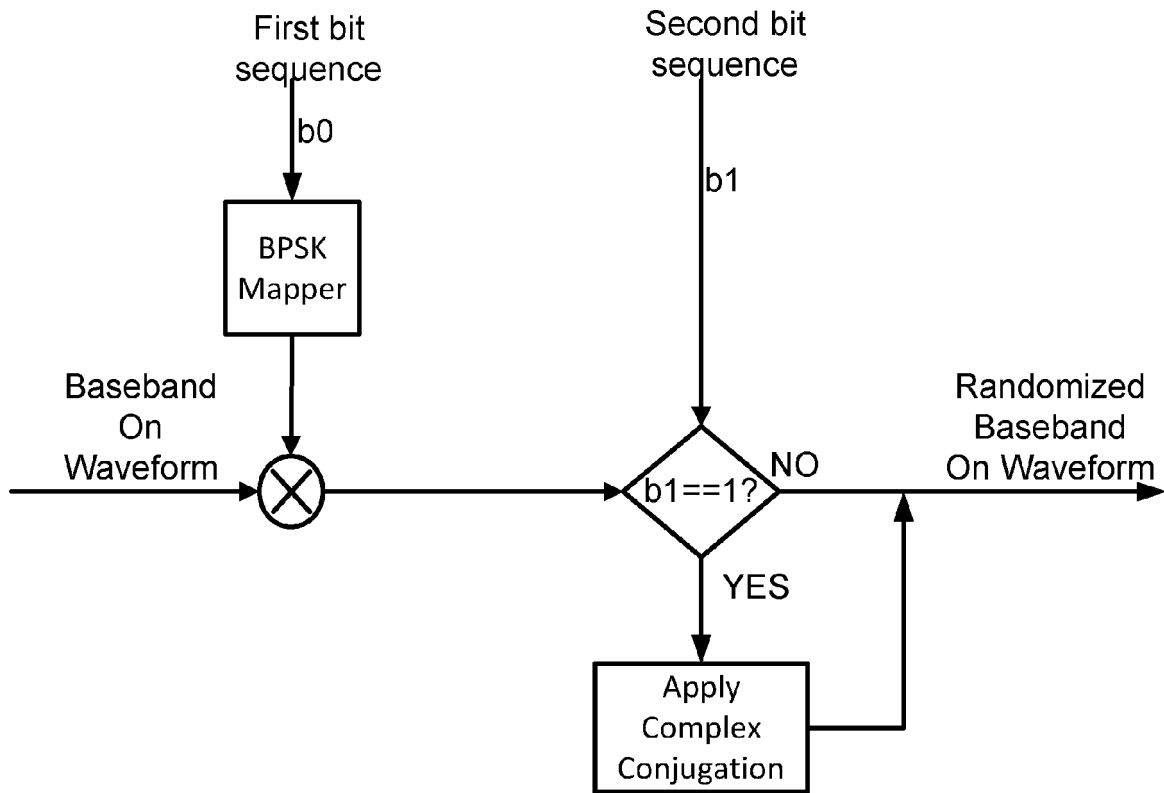 First bit
sequence
b0
BPSK
Mapper
Baseband
On
Waveform
Second bit
sequence
b1
b1==1?
NO
YES
Apply
Complex
Conjugation
Randomized
Baseband
On Waveform